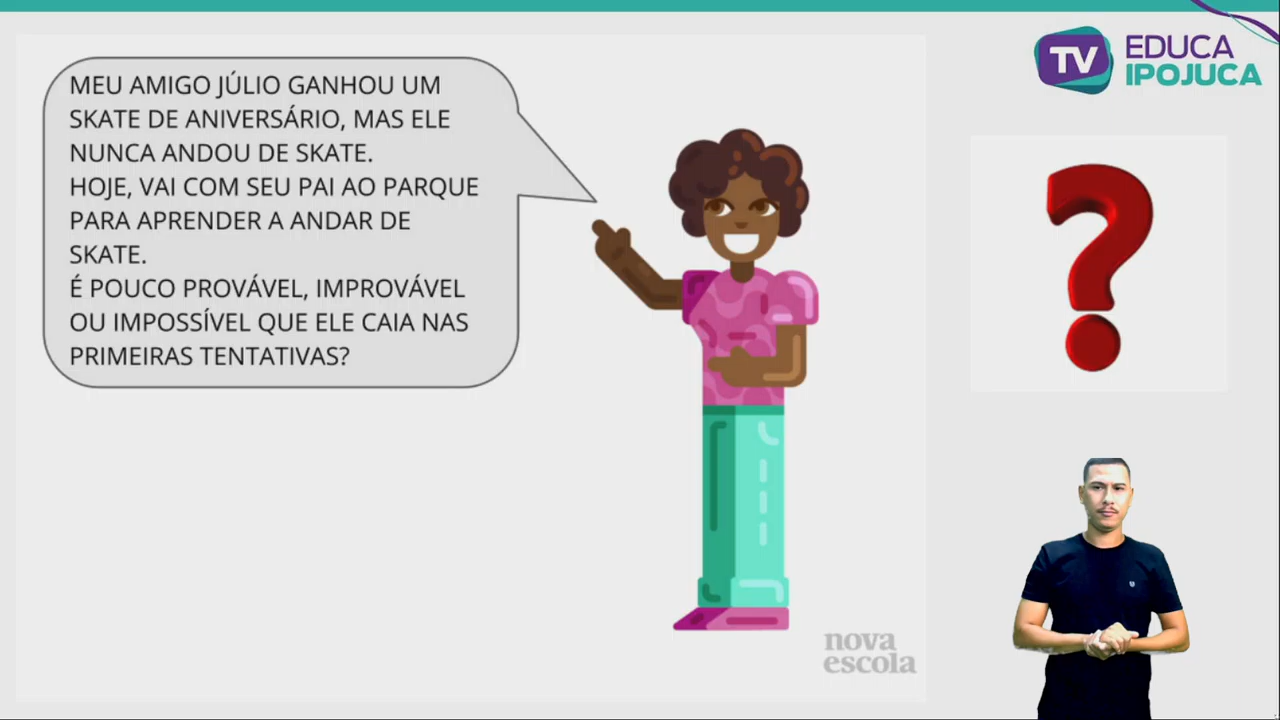 MEU AMIGO JÚLIO GANHOU UM
SKATE DE ANIVERSÁRIO, MAS ELE
NUNCA ANDOU DE SKATE.
HOJE, VAI COM SEU PAI AO PARQUE
PARA APRENDER A ANDAR DE
SKATE.
É POUCO PROVÁVEL, IMPROVÁVEL
OU IMPOSSÍVEL QUE ELE CAIA NAS
PRIMEIRAS TENTATIVAS?
TV EDUCA
IPOJUCA
nova
escola